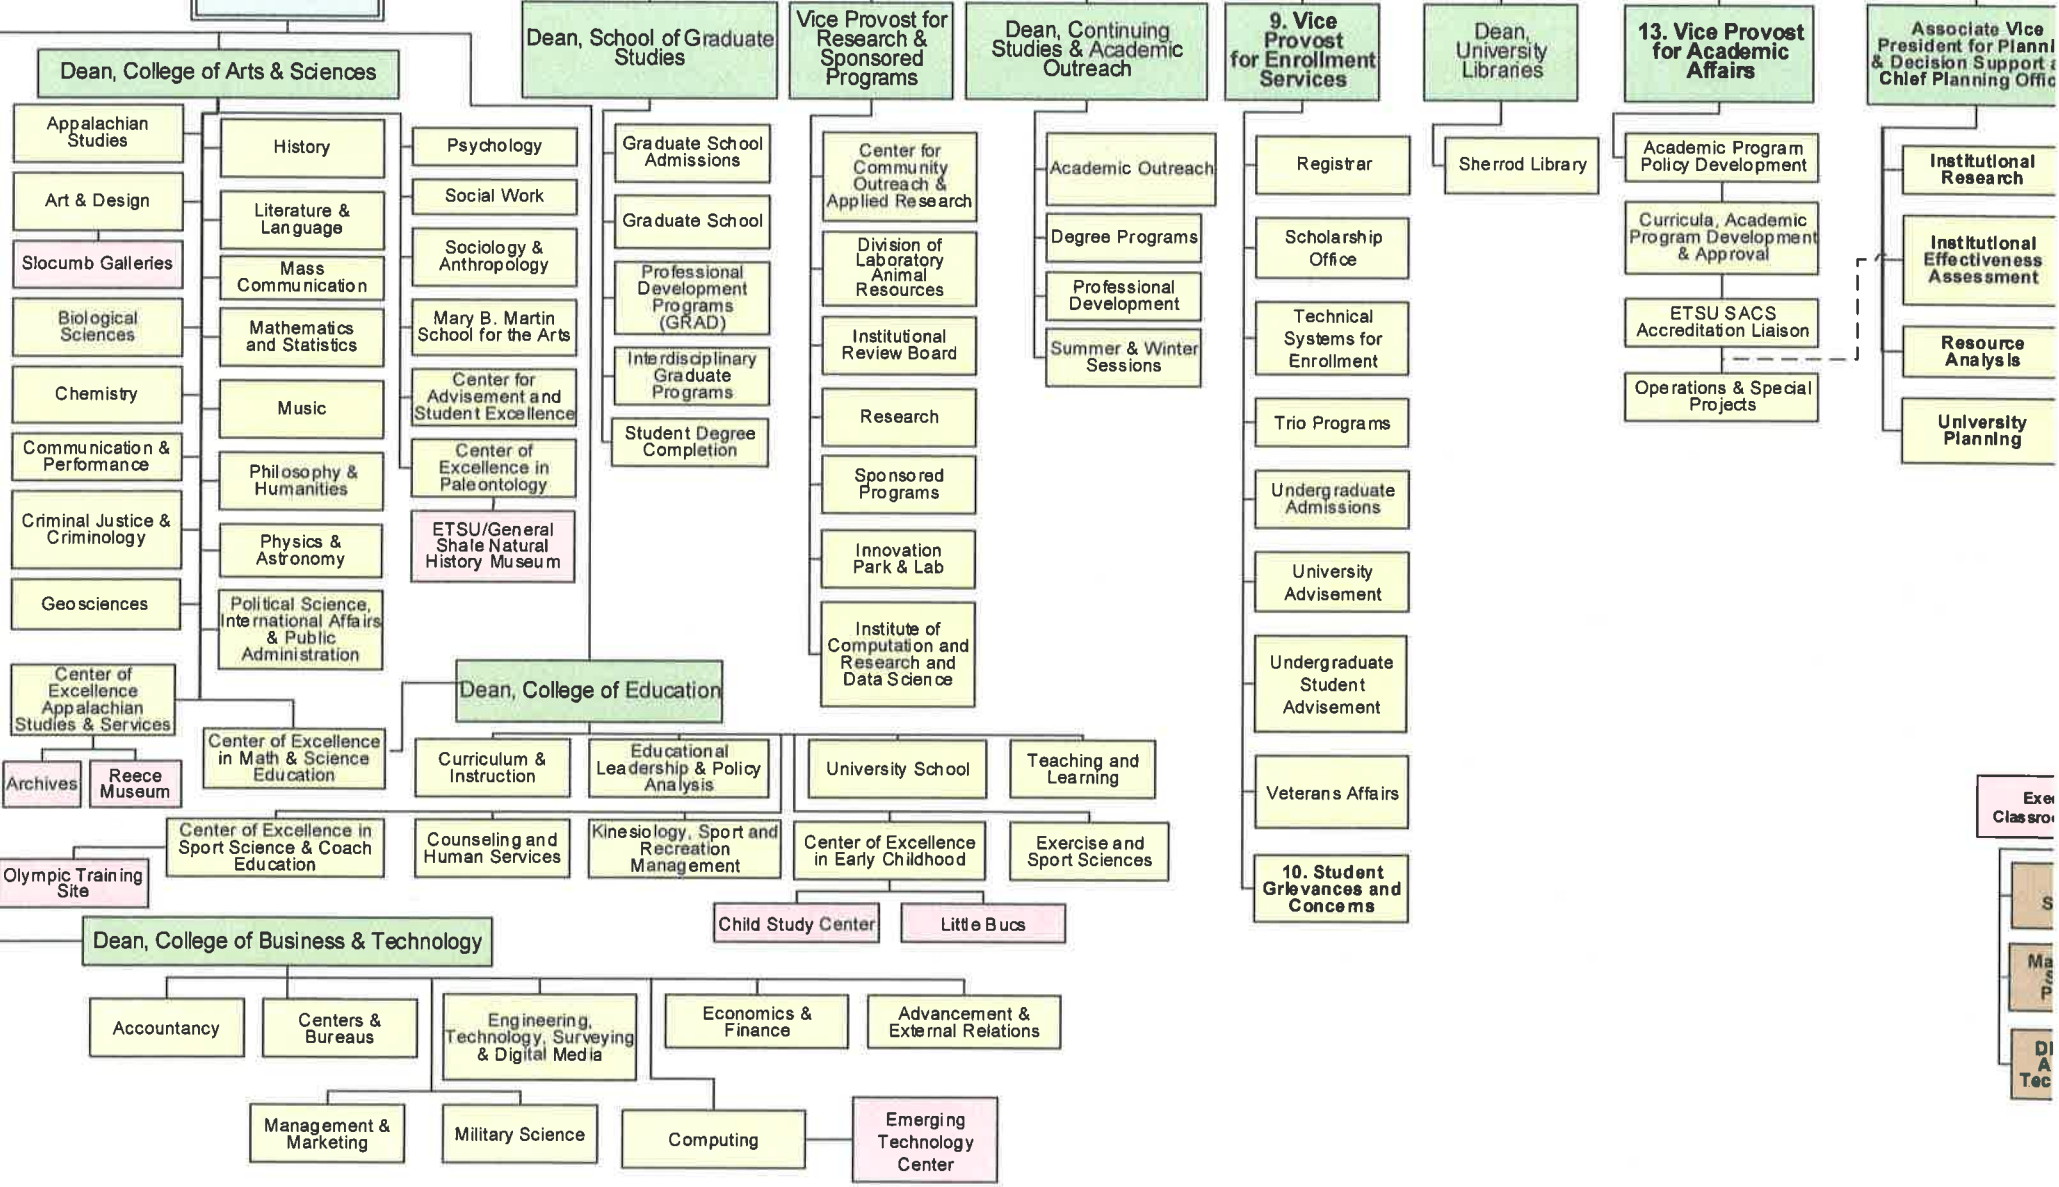 Dean, College of Arts & Sciences
Appalachian
Studies
Art & Design
Slocumb Galleries
Biological
Sciences
Chemistry
Communication &
Performance
Criminal Justice &
Criminology
Geosciences
Center of
Excellence
Appalachian
Studies & Services
Archives
Reece
Museum
History
Literature &
Language
Mass
Communication
Mathematics
and Statistics
Music
Philosophy &
Humanities
Physics &
Astronomy
Political Science,
International Affairs
& Public
Administration
Center of Excellence
in Math & Science
Education
Psychology
Social Work
Sociology &
Anthropology
Mary B. Martin
School for the Arts
Center for
Advisement and
Student Excellence
Center of
Excellence in
Paleontology
ETSU/General
Shale Natural
History Museum
Dean, School of Graduate
Studies
Graduate School
Admissions
Graduate School
Professional
Development
Programs
(GRAD)
Interdisciplinary
Graduate
Programs
Student Degree
Completion
Vice Provost for
Research &
Sponsored
Programs
Center for
Community
Outreach &
Applied Research
Division of
Laboratory
Animal
Resources
Institutional
Review Board
Research
Sponsored
Programs
Innovation
Park & Lab
Institute of
Computation and
Research and
Data Science
Dean, Continuing
Studies & Academic
Outreach
Academic Outreach
Degree Programs
Professional
Development
Summer & Winter
Sessions
9. Vice
Provost
for Enrollment
Services
Registrar
Scholarship
Office
Technical
Systems for
Enrollment
Trio Programs
Undergraduate
Admissions
University
Advisement
Undergraduate
Student
Advisement
Veterans Affairs
10. Student
Grievances and
Concerns
Dean,
University
Libraries
Sherrod Library
13. Vice Provost
for Academic
Affairs
Academic Program
Policy Development
Curricula, Academic
Program Development
& Approval
ETSU SACS
Accreditation Liaison
Operations & Special
Projects
Associate Vice
President for Planni
& Decision Support a
Chief Planning Offic
Institutional
Research
Institutional
Effectiveness
Assessment
Resource
Analysis
University
Planning
Dean, College of Education
Curriculum &
Instruction
Educational
Leadership & Policy
Analysis
University School
Teaching and
Learning
Center of Excellence in
Sport Science & Coach
Education
Olympic Training
Site
Counseling and
Human Services
Kinesiology, Sport and
Recreation
Management
Center of Excellence
in Early Childhood
Exercise and
Sport Sciences
Child Study Center
Little Bucs
Dean, College of Business & Technology
Accountancy
Centers &
Bureaus
Engineering,
Technology, Surveying
& Digital Media
Economics &
Finance
Advancement &
External Relations
Management &
Marketing
Military Science
Computing
Emerging
Technology
Center
Exe
Classro
S
Ma
S
P
A
Tec